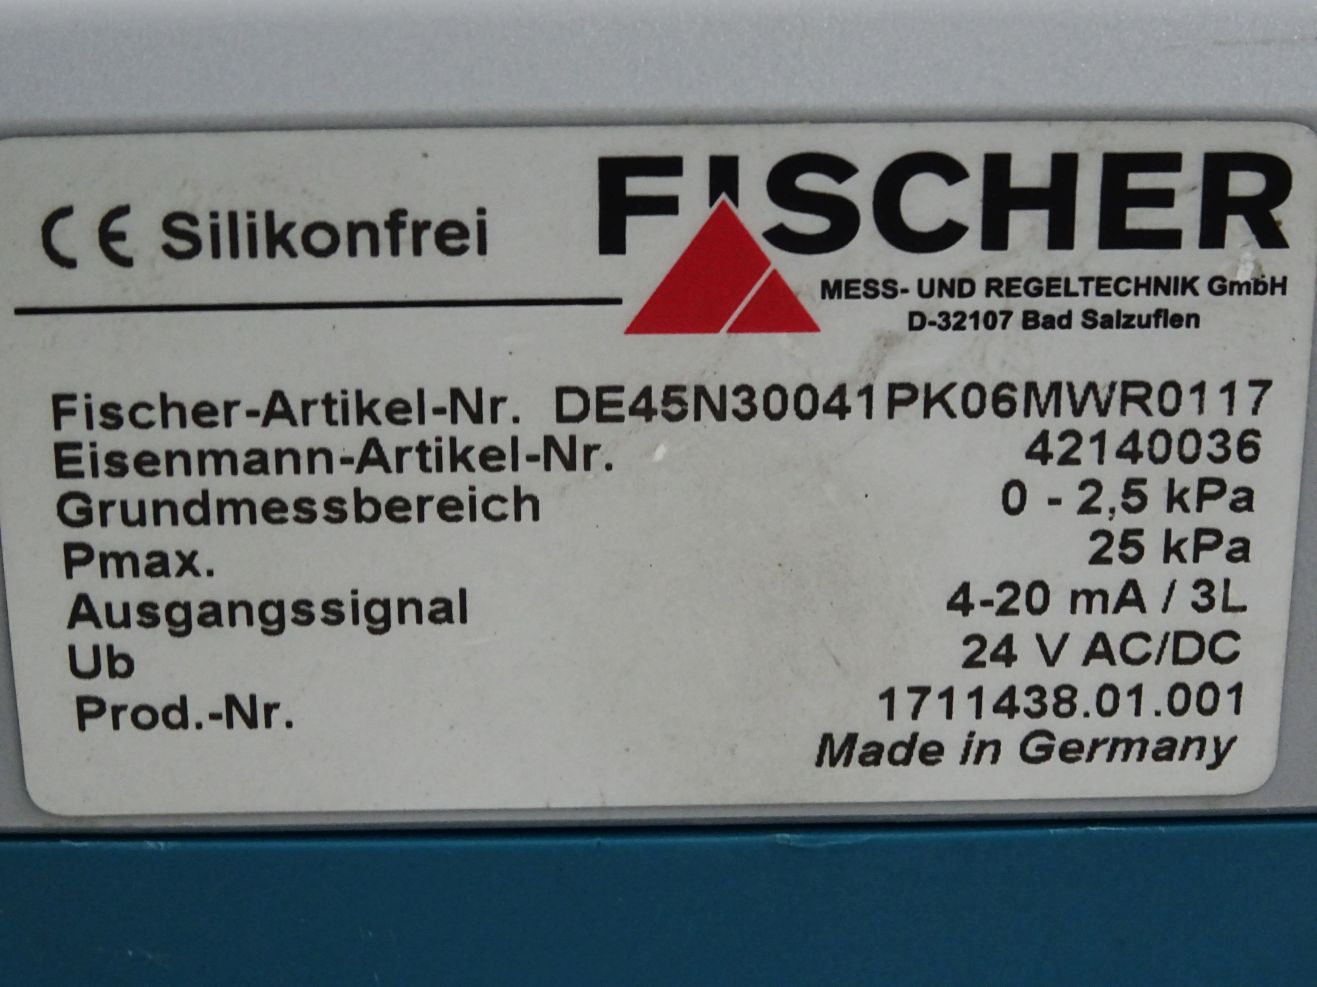 CE Silikonfrei
FISCHER
MESS- UND REGELTECHNIK GmbH
D-32107 Bad Salzuflen
Fischer-Artikel-Nr. DE45N30041PK06MWR0117
Eisenmann-Artikel-Nr. 42140036
Grundmessbereich 0 - 2,5 kPa
Pmax. 25 kPa
Ausgangssignal 4-20 mA / 3L
Ub 24 V AC/DC
Prod.-Nr. 1711438.01.001
Made in Germany